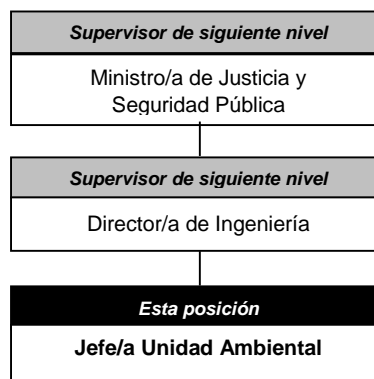 Supervisor de siguiente nivel
Ministro/a de Justicia y
Seguridad Pública
Supervisor de siguiente nivel
Director/a de Ingeniería
Esta posición
Jefe/a Unidad Ambiental